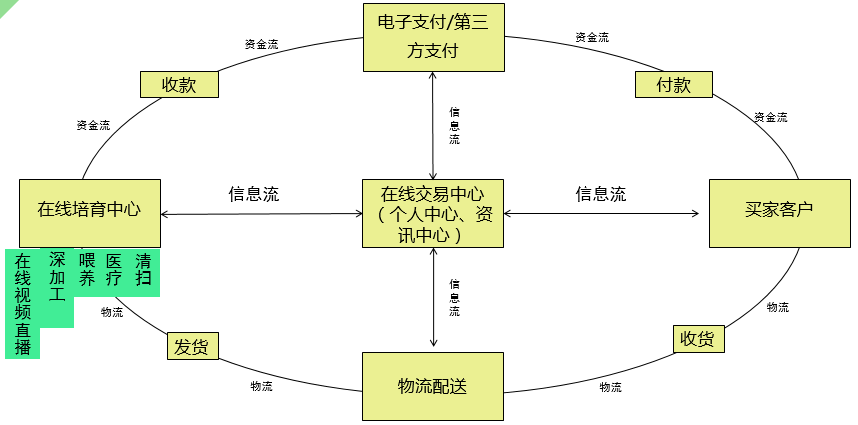 电子支付/第三
方支付
资金流
资金流
收款
付款
资金流
资金流
信息流
在线培育中心
信息流
在线交易中心
（个人中心、资
讯中心）
信息流
买家客户
在线视频直播
深加工
喂养
医疗
清扫
信息流
物流
物流
发货
收货
物流
物流
物流配送